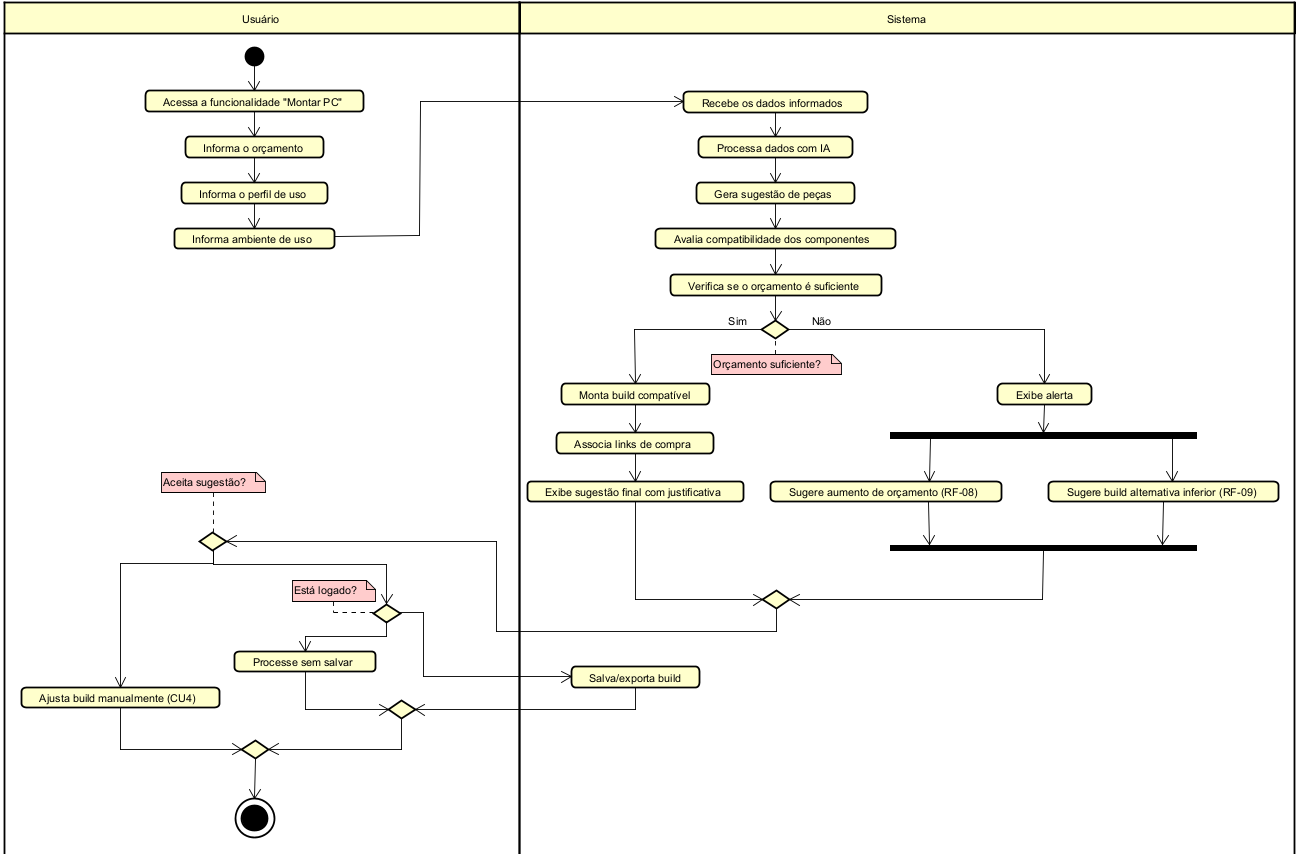 Usuário
Sistema
Acessa a funcionalidade "Montar PC"
Informa o orçamento
Informa o perfil de uso
Informa ambiente de uso
Recebe os dados informados
Processa dados com IA
Gera sugestão de peças
Avalia compatibilidade dos componentes
Verifica se o orçamento é suficiente
Sim
Não
Orçamento suficiente?
Monta build compatível
Exibe alerta
Associa links de compra
Exibe sugestão final com justificativa
Sugere aumento de orçamento (RF-08)
Sugere build alternativa inferior (RF-09)
Aceita sugestão?
Está logado?
Processe sem salvar
Salva/exporta build
Ajusta build manualmente (CU4)